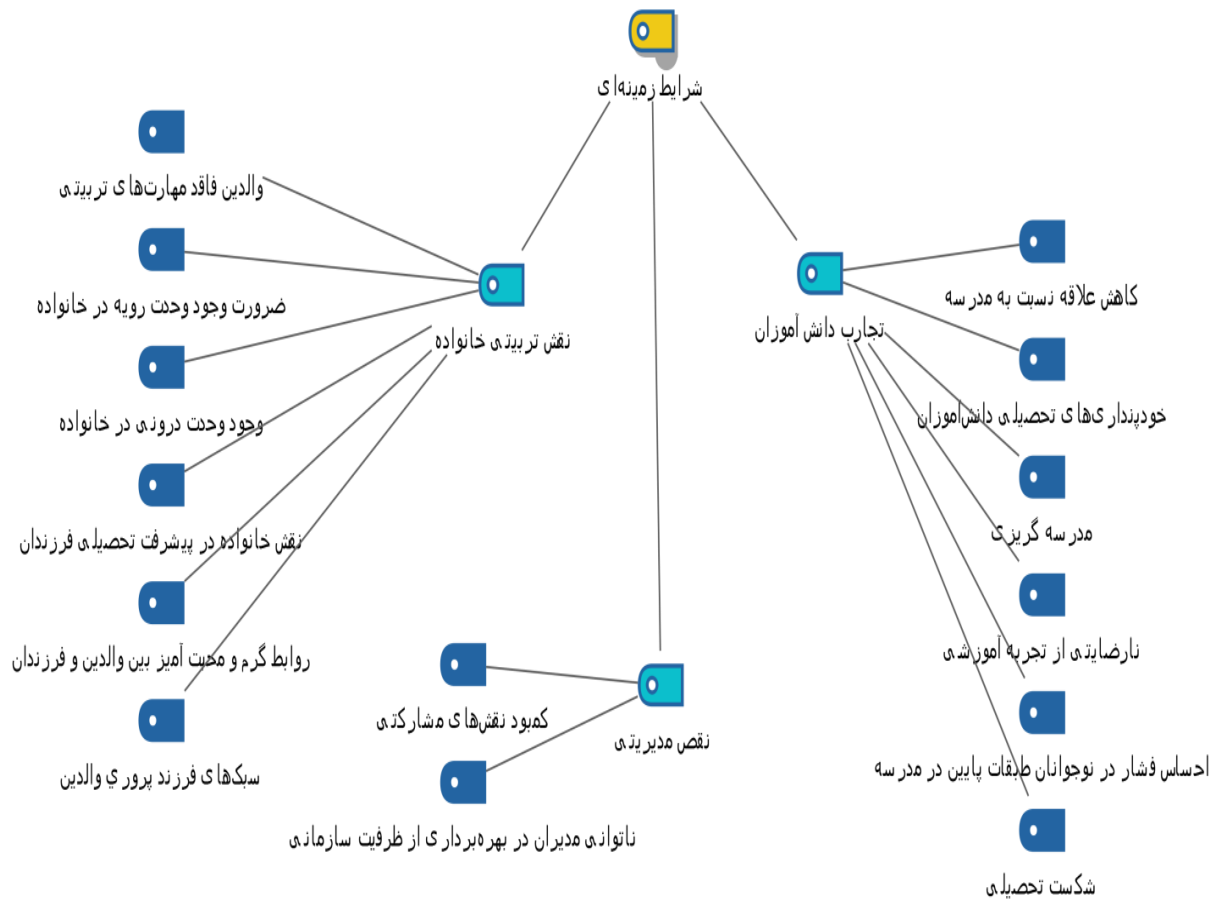 شرایط زمینه‌ای
تجارب دانش آموزان
کاهش علاقه نسبت به مدرسه
خودپنداری‌های تحصیلی دانش‌آموزان
مدرسه گریزی
نارضایتی از تجربه آموزشی
احساس فشار در نوجوانان طبقات پایین در مدرسه
شکست تحصیلی
نقش تربیتی خانواده
والدین فاقد مهارت‌های تربیتی
ضرورت وجود وحدت رویه در خانواده
وجود وحدت درونی در خانواده
نقش خانواده در پیشرفت تحصیلی فرزندان
روابط گرم و محبت آمیز بین والدین و فرزندان
سبک‌های فرزند پروري والدین
نقص مدیریتی
کمبود نقش‌های مشارکتی
ناتوانی مدیران در بهره‌برداری از ظرفیت سازمانی